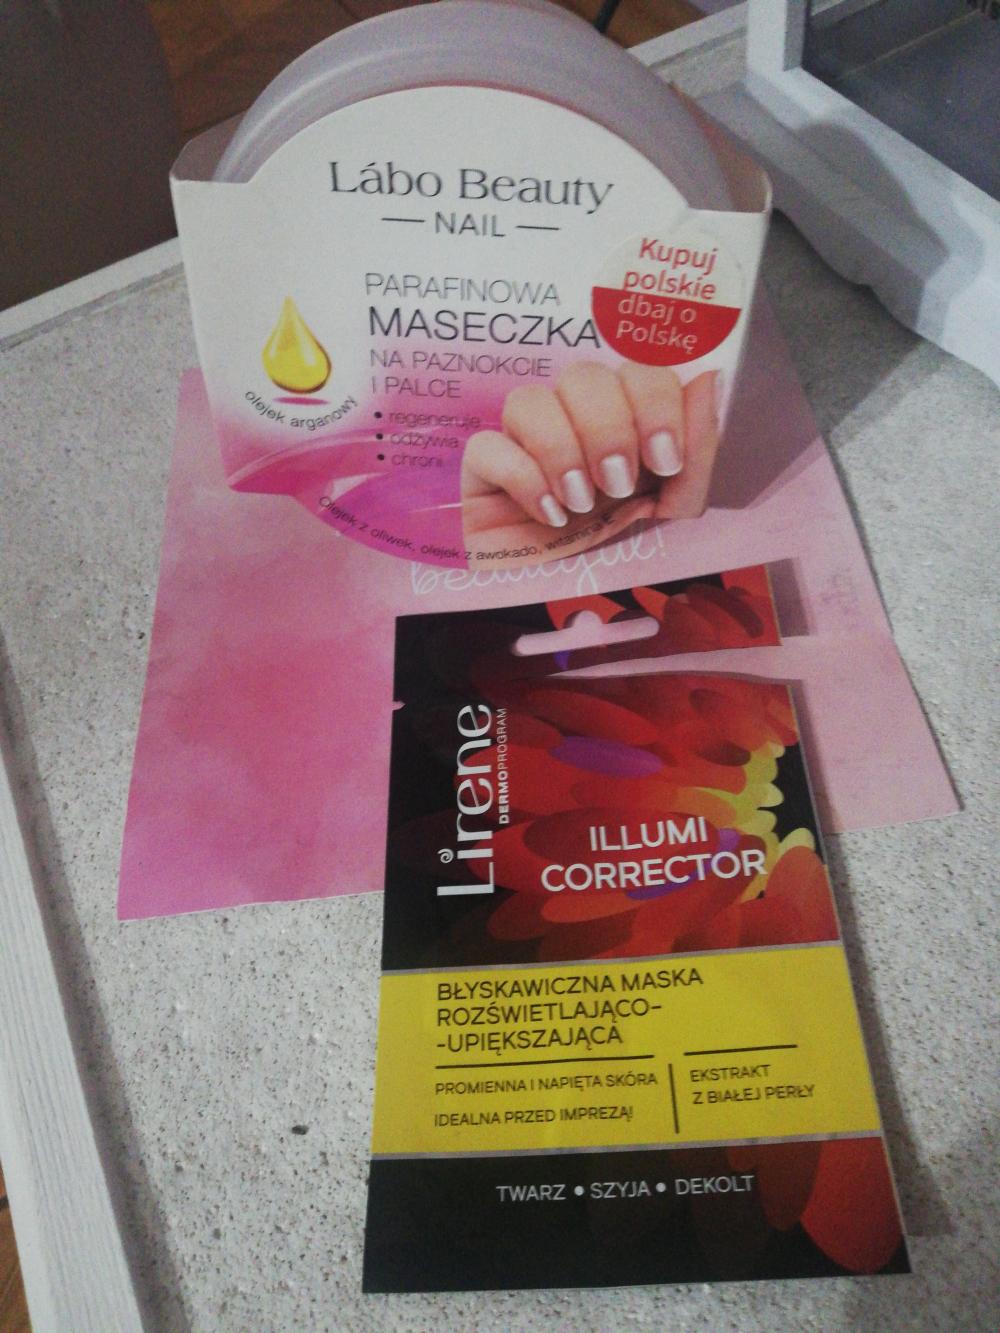 Lábo Beauty
NAIL
PARAFINOWA
MASECZKA
NA PAZNOKCIE
I PALCE
• regeneruje
• odżywia
• chroni
Kupuj
polskie
dbaj o
Polskę
olejek arganowy
Olejek z oliwek, olejek z awokado, witamina E
beautyful!
Lirene
DERMOPROGRAM
ILLUMI
CORRECTOR
BŁYSKAWICZNA MASKA
ROZŚWIETLAJĄCO-
-UPIĘKSZAJĄCA
PROMIENNA I NAPIĘTA SKÓRA
IDEALNA PRZED IMPREZĄ!
EKSTRAKT
Z BIAŁEJ PERŁY
TWARZ • SZYJA • DEKOLT